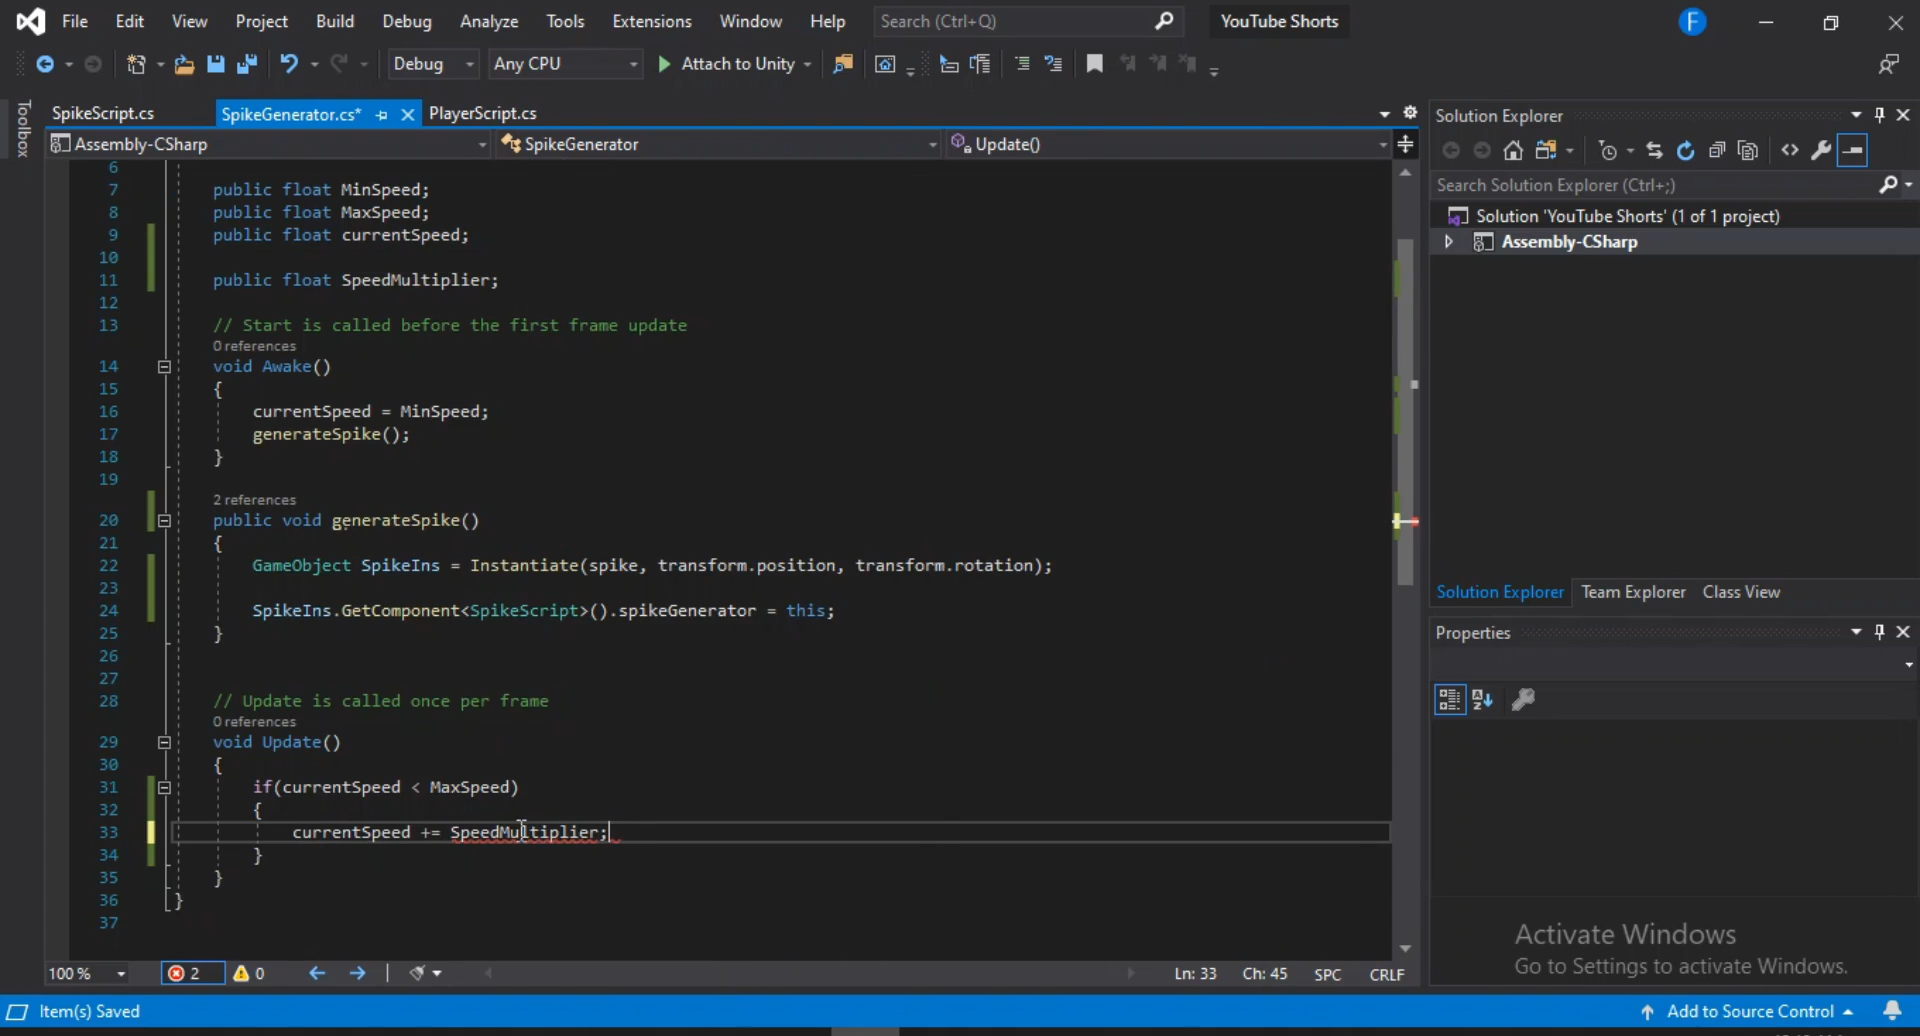 File Edit View Project Build Debug Analyze Tools Extensions Window Help Search (Ctrl+Q) YouTube Shorts F
Debug Any CPU Attach to Unity
Toolbox
SpikeScript.cs SpikeGenerator.cs* PlayerScript.cs
Assembly-CSharp SpikeGenerator Update()
6
7 public float MinSpeed;
8 public float MaxSpeed;
9 public float currentSpeed;
10
11 public float SpeedMultiplier;
12
13 // Start is called before the first frame update
0 references
14 void Awake()
15 {
16 currentSpeed = MinSpeed;
17 generateSpike();
18 }
19
2 references
20 public void generateSpike()
21 {
22 GameObject SpikeIns = Instantiate(spike, transform.position, transform.rotation);
23
24 SpikeIns.GetComponent<SpikeScript>().spikeGenerator = this;
25 }
26
27
28 // Update is called once per frame
0 references
29 void Update()
30 {
31 if(currentSpeed < MaxSpeed)
32 {
33 currentSpeed += SpeedMultiplier;
34 }
35 }
36 }
37
100 % 2 0 Ln: 33 Ch: 45 SPC CRLF
Solution Explorer
Search Solution Explorer (Ctrl+;)
Solution 'YouTube Shorts' (1 of 1 project)
Assembly-CSharp
Solution Explorer Team Explorer Class View
Properties
Activate Windows
Go to Settings to activate Windows.
Item(s) Saved Add to Source Control